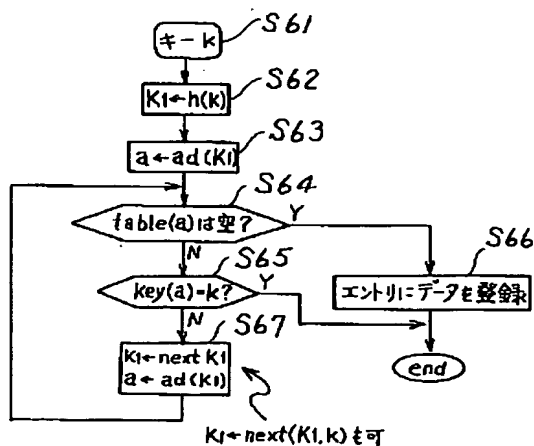 キー k
S61
K1←h(k)
S62
a←ad(K1)
S63
table(a)は空?
S64
Y
N
key(a)=k?
S65
Y
N
エントリにデータを登録
S66
K1←next K1
a←ad(K1)
S67
end
K1←next(K1,k)も可